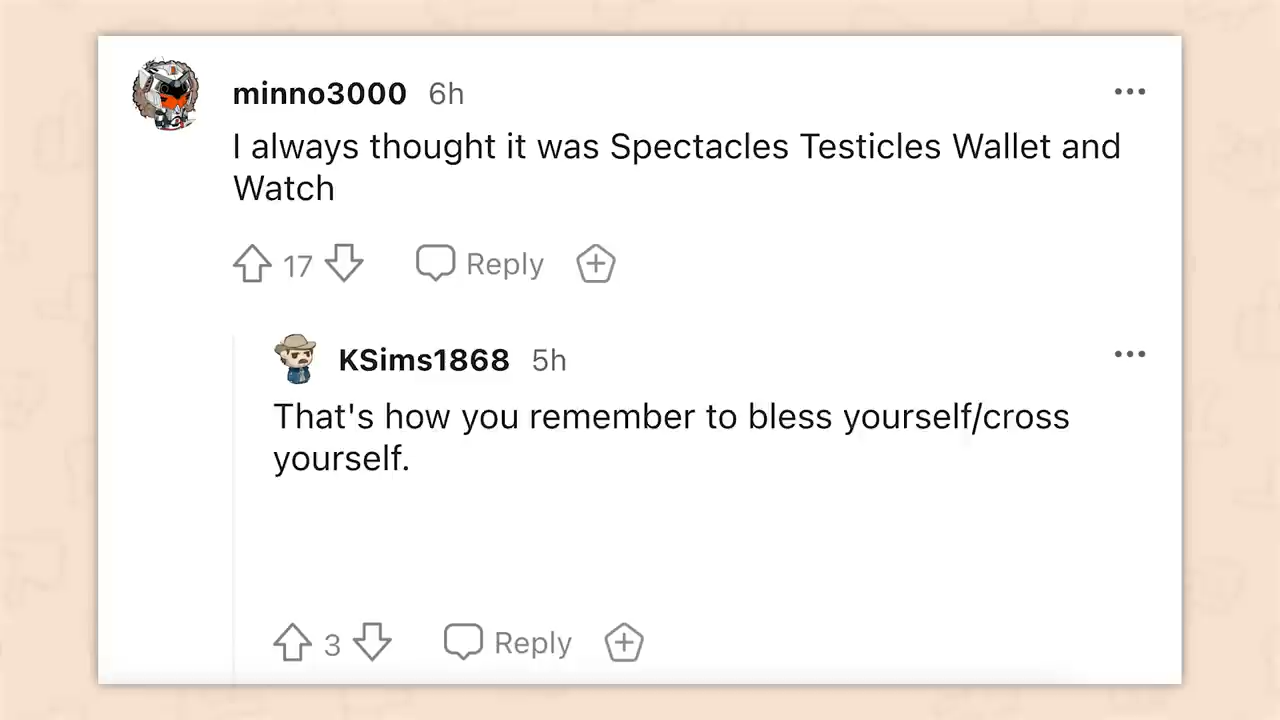 minno3000 6h
I always thought it was Spectacles Testicles Wallet and
Watch
17 Reply
KSims1868 5h
That's how you remember to bless yourself/cross
yourself.
3 Reply